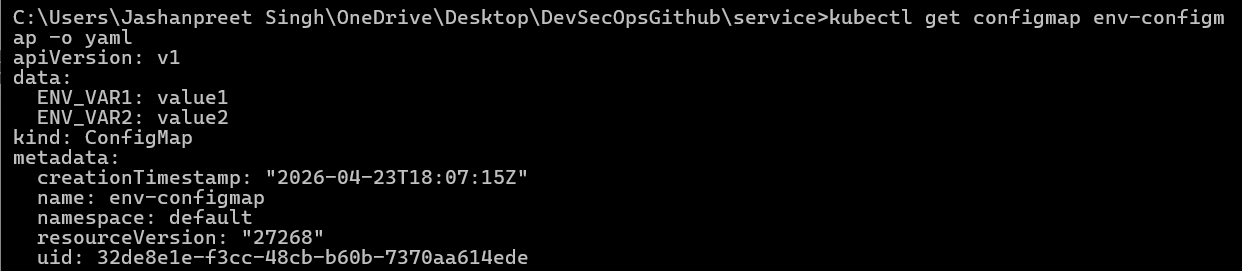 C:\Users\Jashanpreet Singh\OneDrive\Desktop\DevSecOpsGithub\service>kubectl get configmap env-configm
ap -o yaml
apiVersion: v1
data:
  ENV_VAR1: value1
  ENV_VAR2: value2
kind: ConfigMap
metadata:
  creationTimestamp: "2026-04-23T18:07:15Z"
  name: env-configmap
  namespace: default
  resourceVersion: "27268"
  uid: 32de8e1e-f3cc-48cb-b60b-7370aa614ede